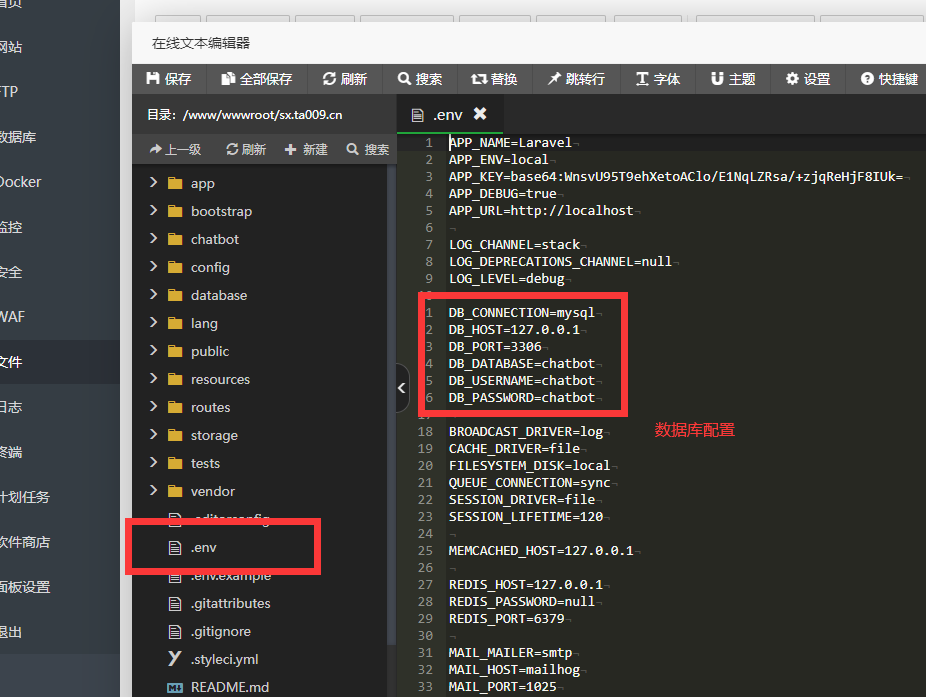 首页
网站
FTP
数据库
Docker
监控
安全
WAF
文件
日志
终端
计划任务
软件商店
面板设置
退出
在线文本编辑器
保存 全部保存 刷新 搜索 替换 跳转行 字体 主题 设置 快捷键
目录：/www/wwwroot/sx.ta009.cn
上一级 刷新 新建 搜索
app
bootstrap
chatbot
config
database
lang
public
resources
routes
storage
tests
vendor
.editorconfig
.env
.env.example
.gitattributes
.gitignore
.styleci.yml
README.md
.env
1 APP_NAME=Laravel
2 APP_ENV=local
3 APP_KEY=base64:WnsvU95T9ehXetoAClo/E1NqLZRsa/+zjqReHjF8IUk=
4 APP_DEBUG=true
5 APP_URL=http://localhost
6
7 LOG_CHANNEL=stack
8 LOG_DEPRECATIONS_CHANNEL=null
9 LOG_LEVEL=debug
1 DB_CONNECTION=mysql
2 DB_HOST=127.0.0.1
3 DB_PORT=3306
4 DB_DATABASE=chatbot
5 DB_USERNAME=chatbot
6 DB_PASSWORD=chatbot
18 BROADCAST_DRIVER=log
数据库配置
19 CACHE_DRIVER=file
20 FILESYSTEM_DISK=local
21 QUEUE_CONNECTION=sync
22 SESSION_DRIVER=file
23 SESSION_LIFETIME=120
24
25 MEMCACHED_HOST=127.0.0.1
26
27 REDIS_HOST=127.0.0.1
28 REDIS_PASSWORD=null
29 REDIS_PORT=6379
30
31 MAIL_MAILER=smtp
32 MAIL_HOST=mailhog
33 MAIL_PORT=1025